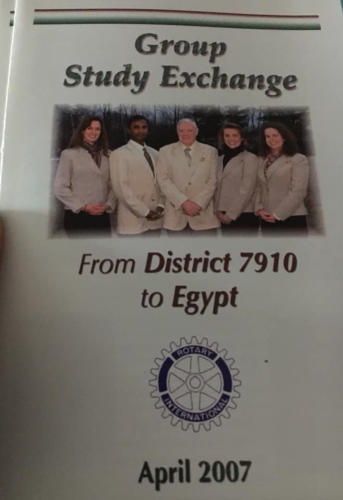 Group
Study Exchange
From District 7910
to Egypt
ROTARY
INTERNATIONAL
April 2007